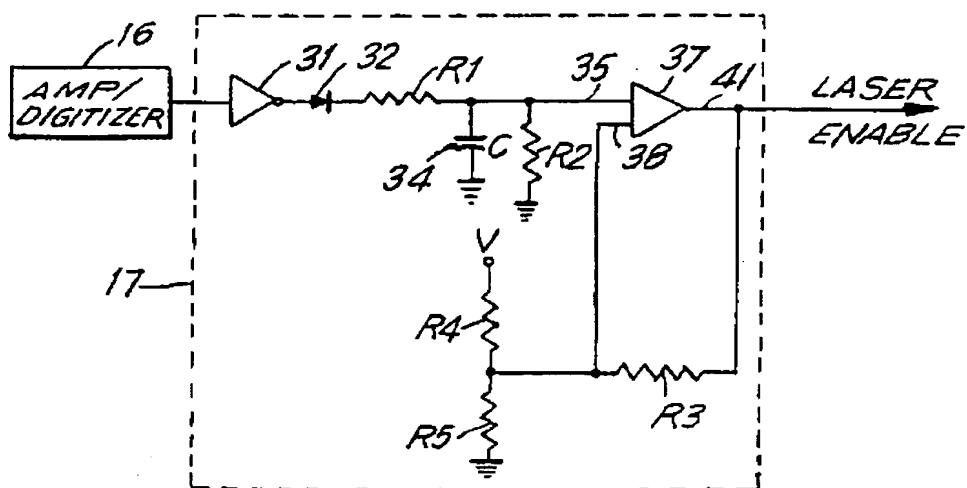 16
AMP/
DIGITIZER
31
32
R1
35
37
41
LASER
ENABLE
34
C
R2
38
V
17
R4
R3
R5